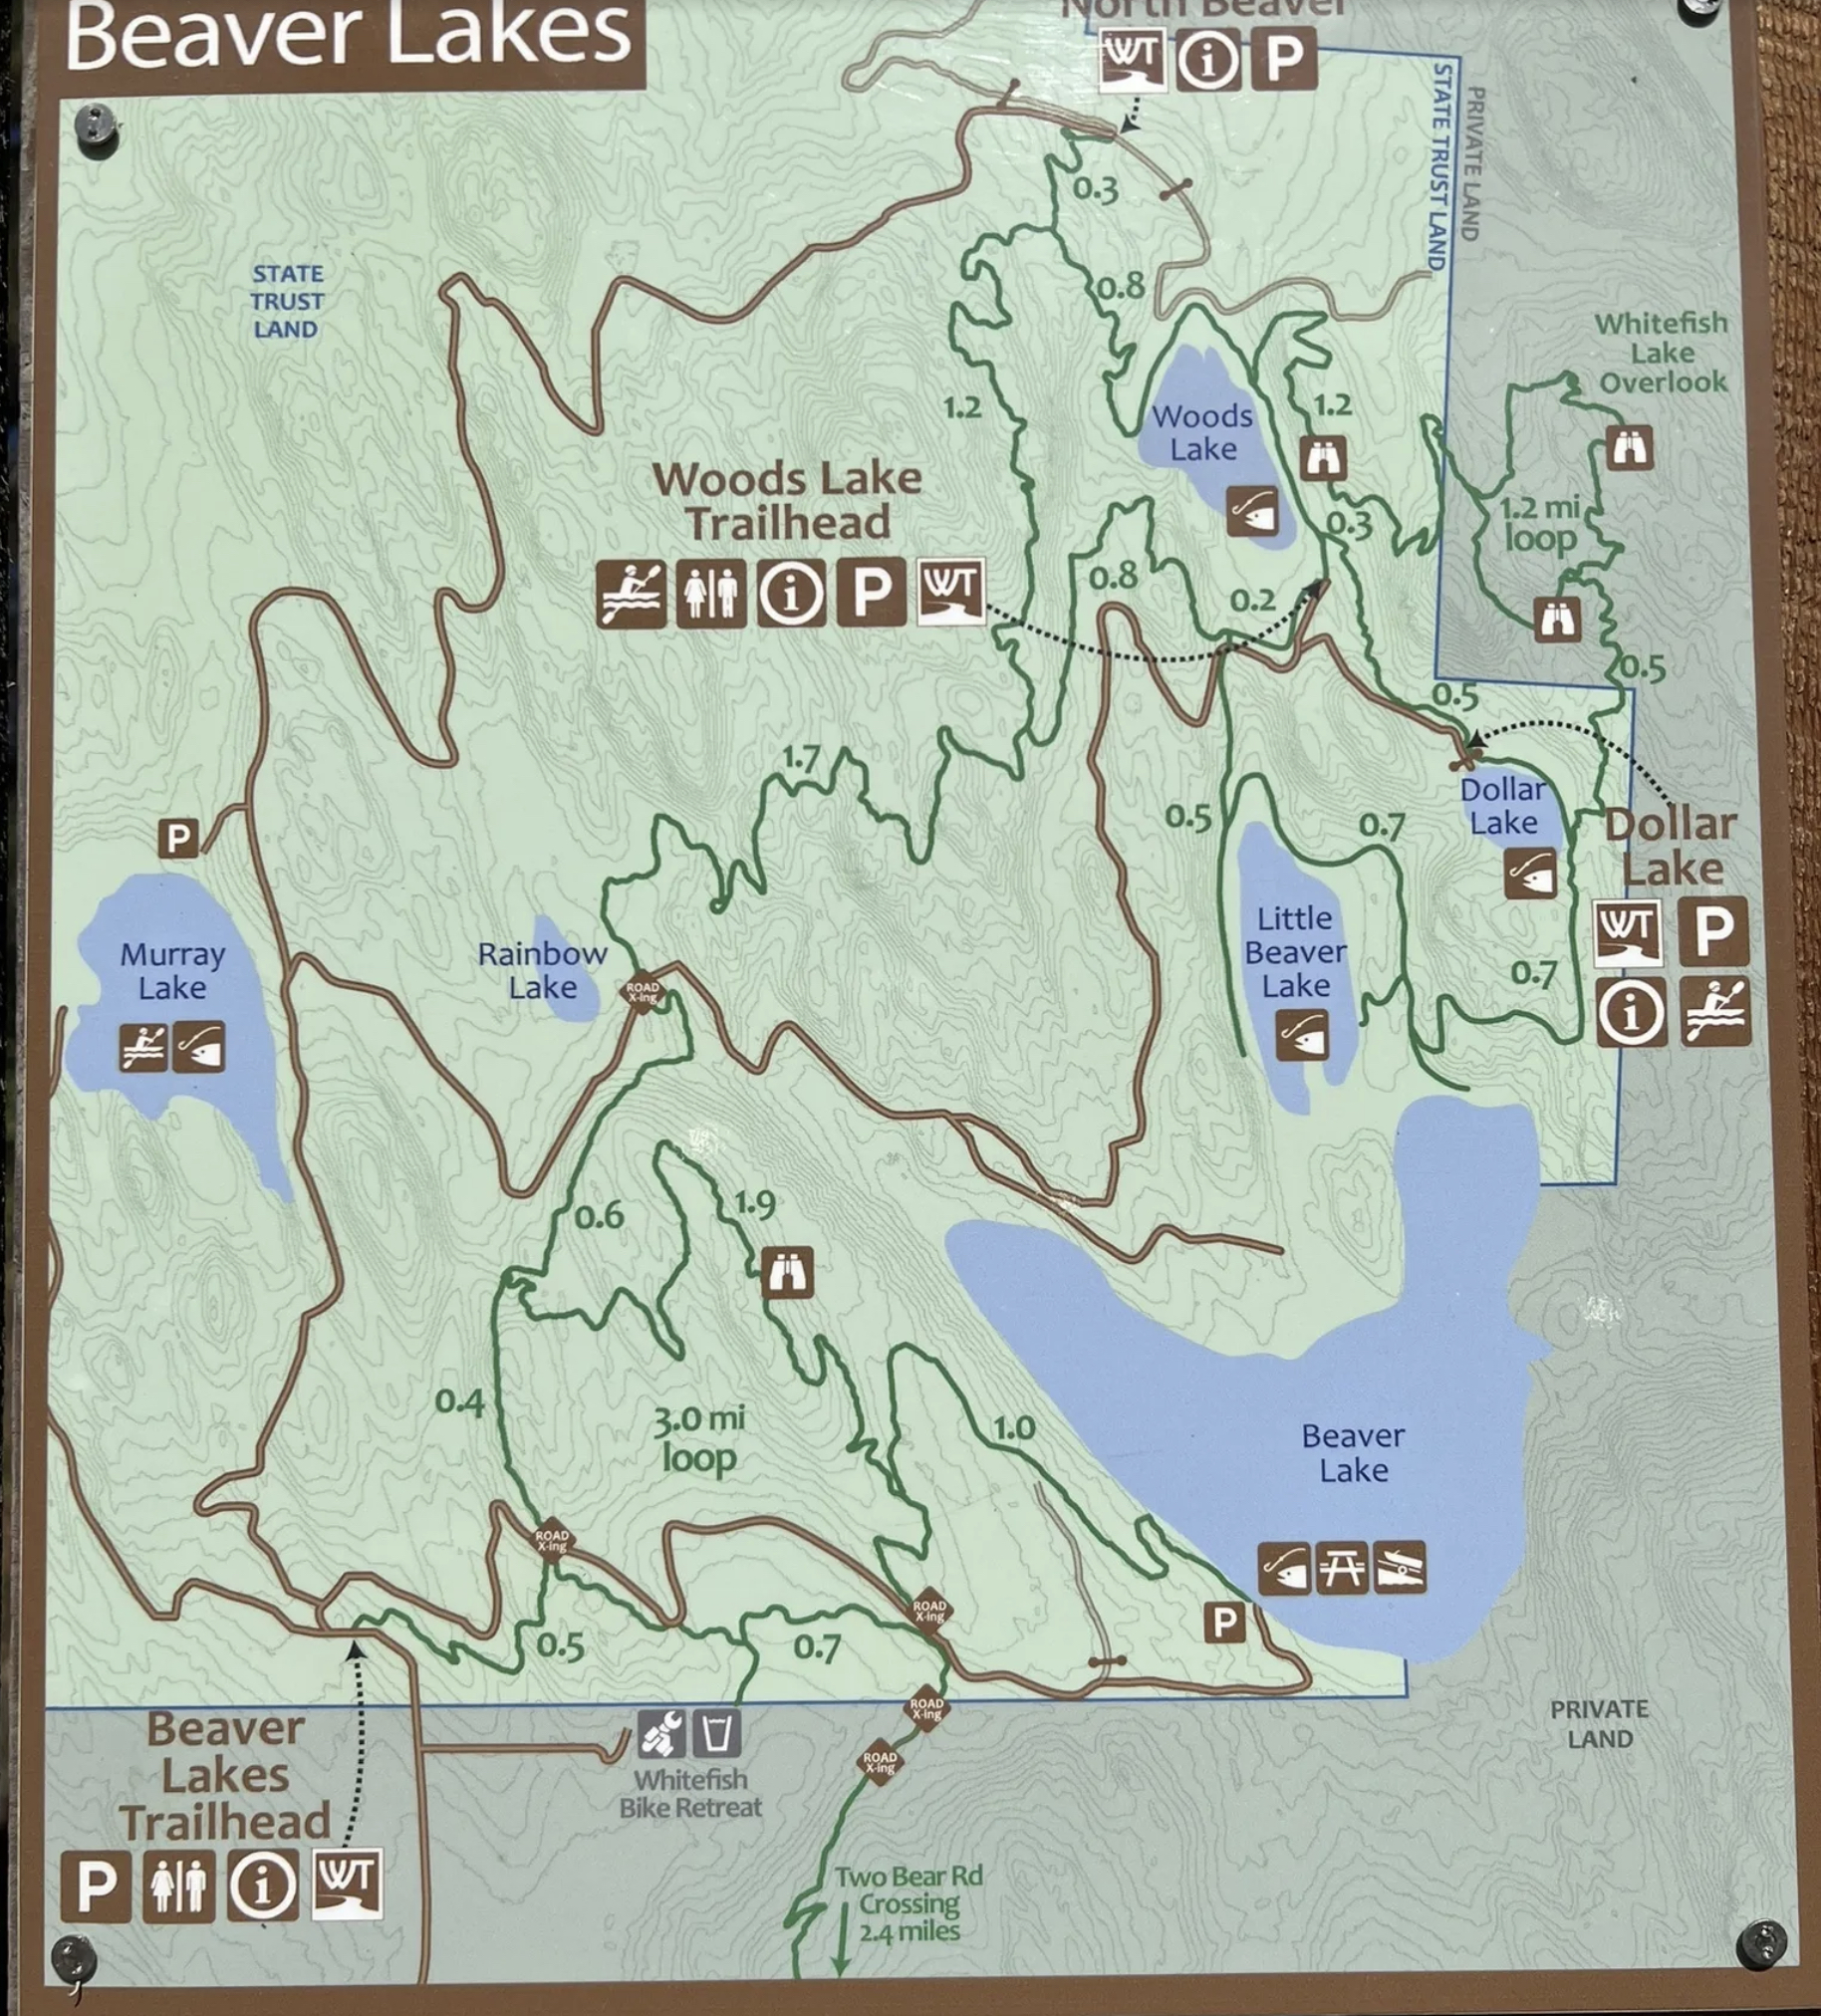 Beaver Lakes
North Beaver
WT
i
P
STATE TRUST LAND
PRIVATE LAND
0.3
STATE
TRUST
LAND
0.8
Whitefish
Lake
Overlook
1.2
1.2
Woods
Lake
Woods Lake
Trailhead
i
P
WT
0.3
1.2 mi
loop
0.8
0.2
0.5
0.5
1.7
Dollar
Lake
0.5
0.7
P
Dollar
Lake
WT
P
i
Little
Beaver
Lake
Murray
Lake
Rainbow
Lake
ROAD
X-ing
0.7
0.6
1.9
0.4
3.0 mi
loop
1.0
Beaver
Lake
ROAD
X-ing
ROAD
X-ing
P
0.5
0.7
ROAD
X-ing
ROAD
X-ing
PRIVATE
LAND
Beaver
Lakes
Trailhead
P
i
WT
Whitefish
Bike Retreat
Two Bear Rd
Crossing
2.4 miles